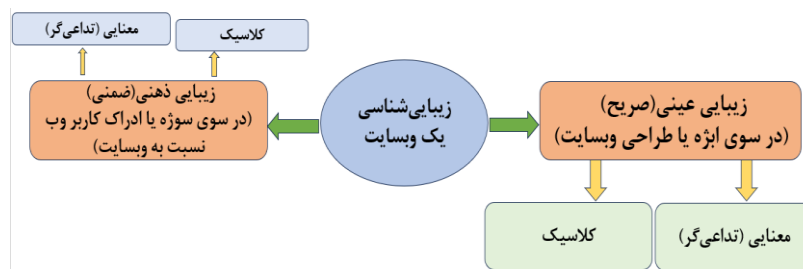 معنایی (تداعی‌گر)
کلاسیک
زیبایی ذهنی(ضمنی)
(در سوی سوژه یا ادراک کاربر وب
نسبت به وبسایت)
زیبایی‌شناسی
یک وبسایت
زیبایی عینی(صریح)
(در سوی ابژه یا طراحی وبسایت)
کلاسیک
معنایی (تداعی‌گر)